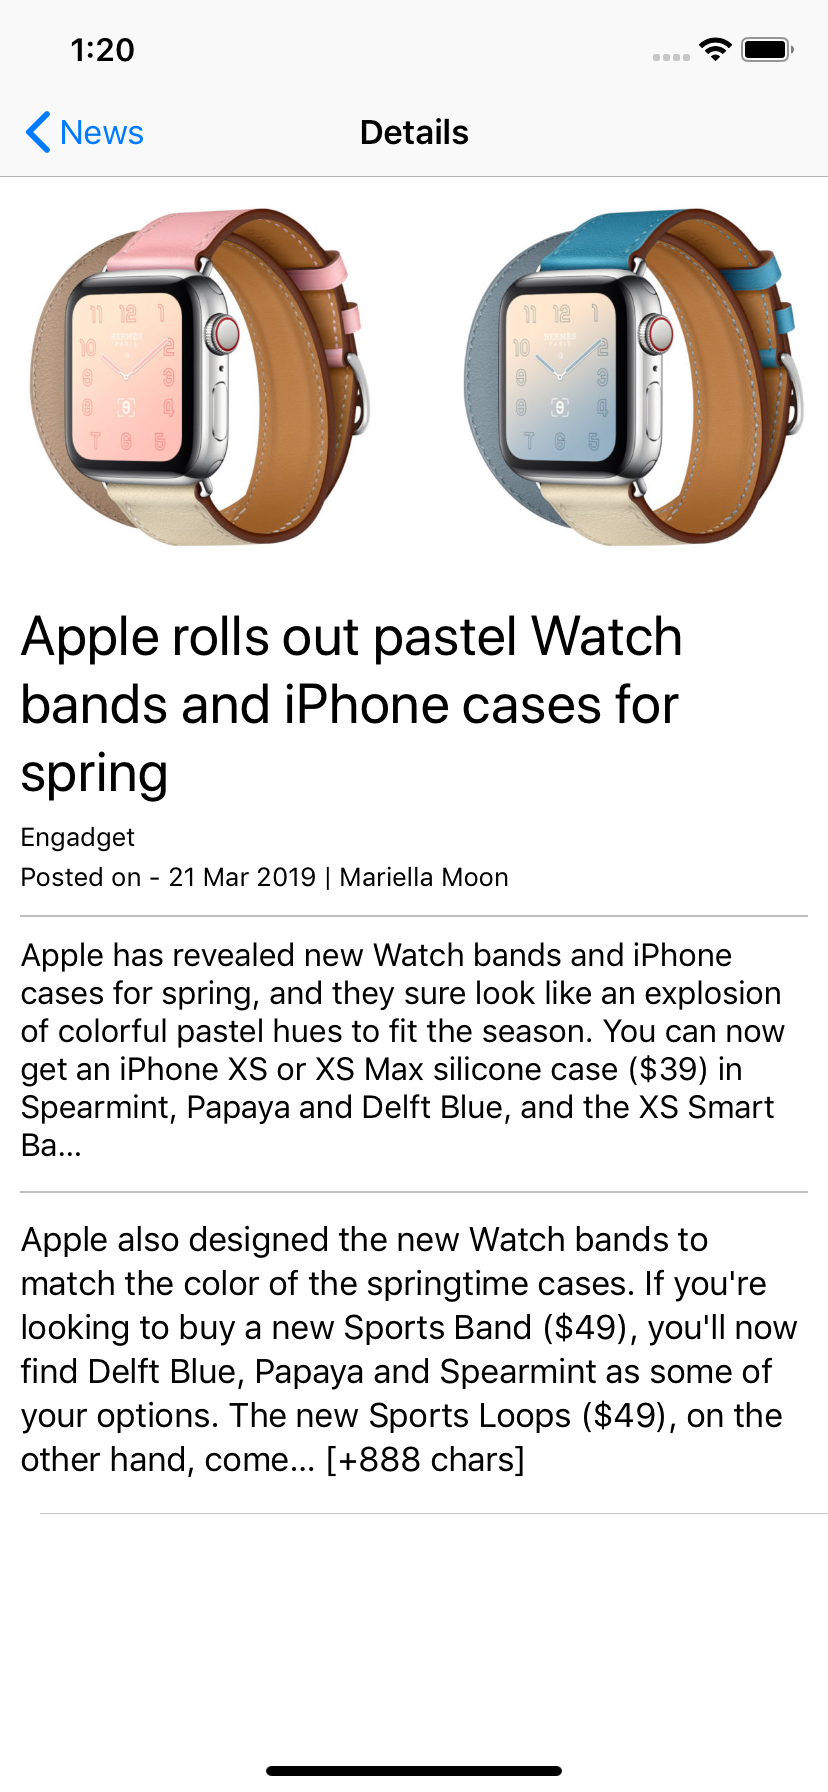 1:20
News
Details
11 12 1
HERMÈS
PARIS
10 2
9 3
8 4
7 6 5
11 12 1
HERMÈS
PARIS
10 2
9 3
8 4
7 6 5
Apple rolls out pastel Watch
bands and iPhone cases for
spring
Engadget
Posted on - 21 Mar 2019 | Mariella Moon
Apple has revealed new Watch bands and iPhone
cases for spring, and they sure look like an explosion
of colorful pastel hues to fit the season. You can now
get an iPhone XS or XS Max silicone case ($39) in
Spearmint, Papaya and Delft Blue, and the XS Smart
Ba...
Apple also designed the new Watch bands to
match the color of the springtime cases. If you're
looking to buy a new Sports Band ($49), you'll now
find Delft Blue, Papaya and Spearmint as some of
your options. The new Sports Loops ($49), on the
other hand, come... [+888 chars]